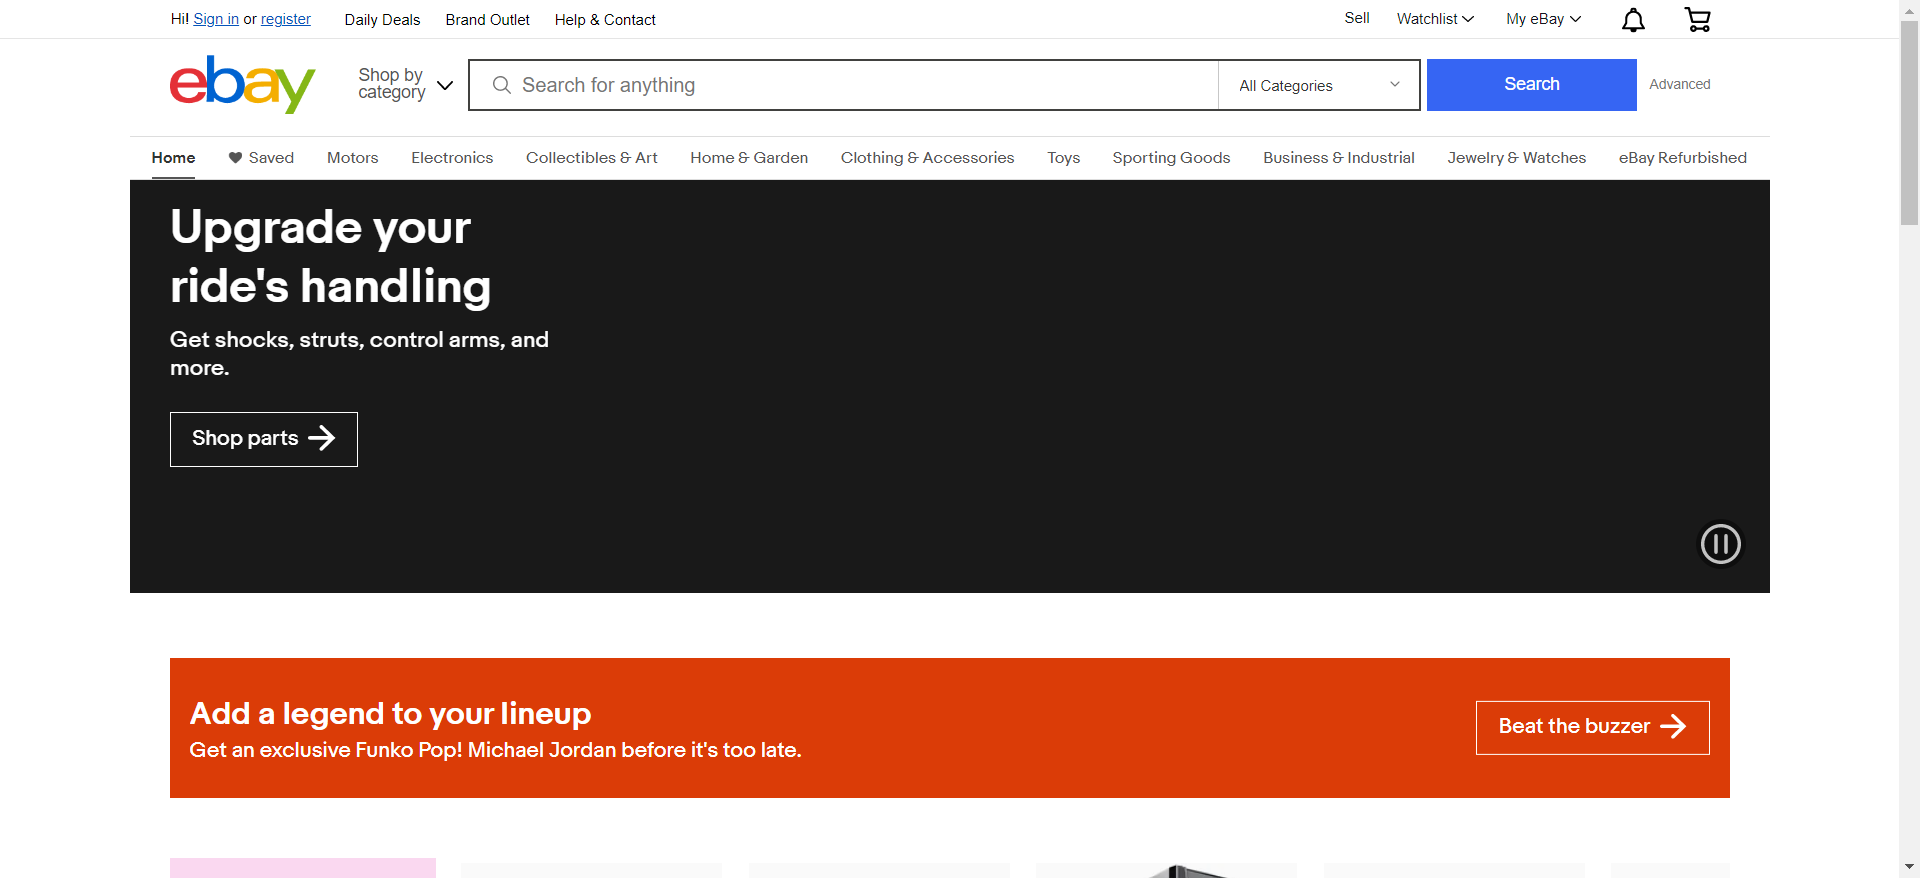 Hi! Sign in or register Daily Deals Brand Outlet Help & Contact Sell Watchlist My eBay
ebay
Shop by
category
Search for anything
All Categories
Search
Advanced
Home Saved Motors Electronics Collectibles & Art Home & Garden Clothing & Accessories Toys Sporting Goods Business & Industrial Jewelry & Watches eBay Refurbished
Upgrade your
ride's handling
Get shocks, struts, control arms, and
more.
Shop parts
Add a legend to your lineup
Get an exclusive Funko Pop! Michael Jordan before it's too late.
Beat the buzzer